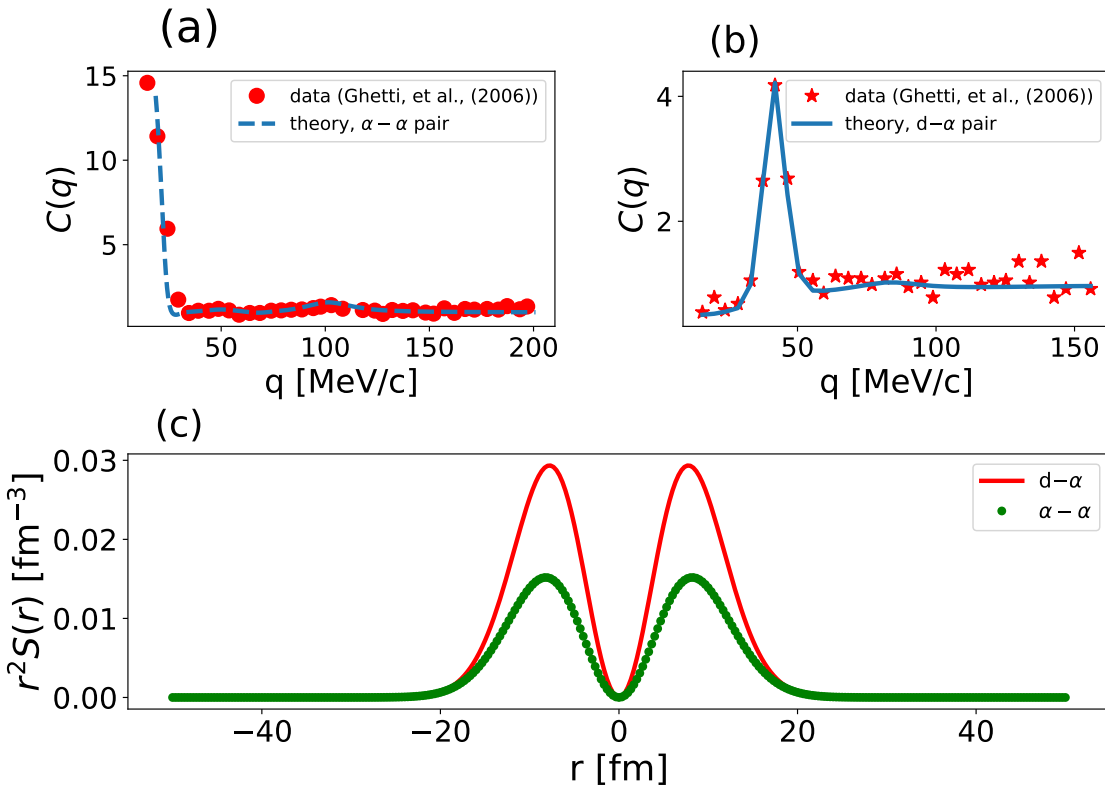 (a)
15
10
5
C(q)
data (Ghetti, et al., (2006))
theory, α − α pair
50
100
150
200
q [MeV/c]
(b)
4
2
C(q)
data (Ghetti, et al., (2006))
theory, d−α pair
50
100
150
q [MeV/c]
(c)
0.03
0.02
0.01
0.00
r²S(r) [fm⁻³]
d−α
α − α
−40
−20
0
20
40
r [fm]